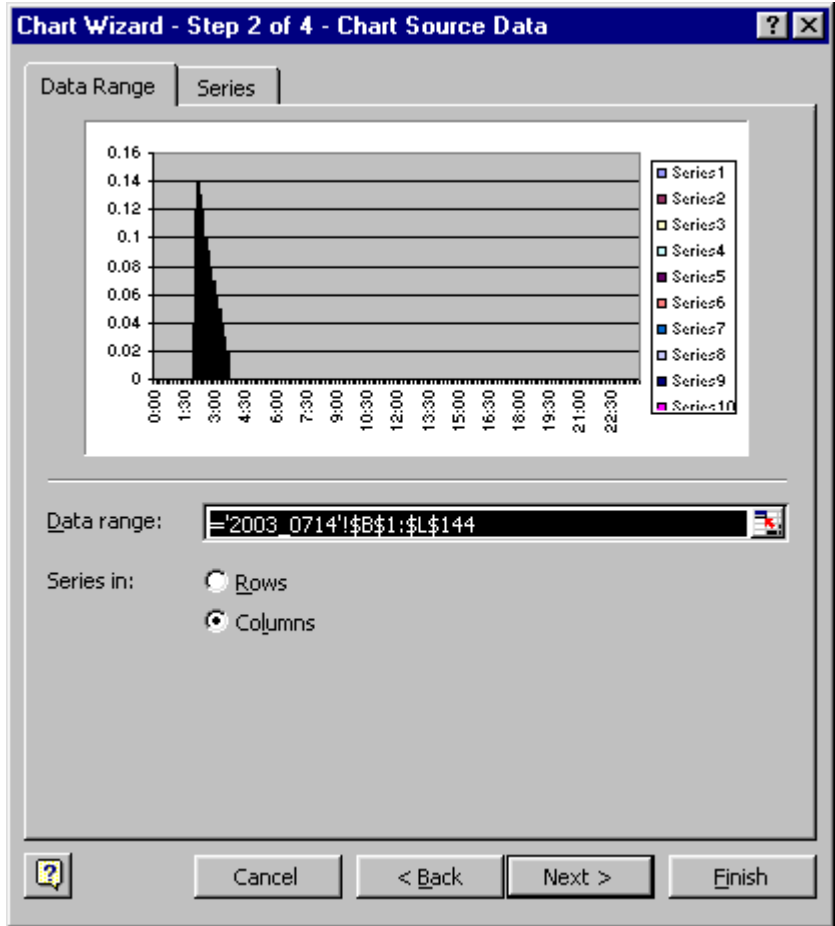 Chart Wizard - Step 2 of 4 - Chart Source Data
Data Range
Series
0.16
0.14
0.12
0.1
0.08
0.06
0.04
0.02
0
0:00 1:30 3:00 4:30 6:00 7:30 9:00 10:30 12:00 13:30 15:00 16:30 18:00 19:30 21:00 22:30
Series1
Series2
Series3
Series4
Series5
Series6
Series7
Series8
Series9
Series10
Data range: ='2003_0714'!$B$1:$L$144
Series in:
Rows
Columns
Cancel < Back Next > Finish